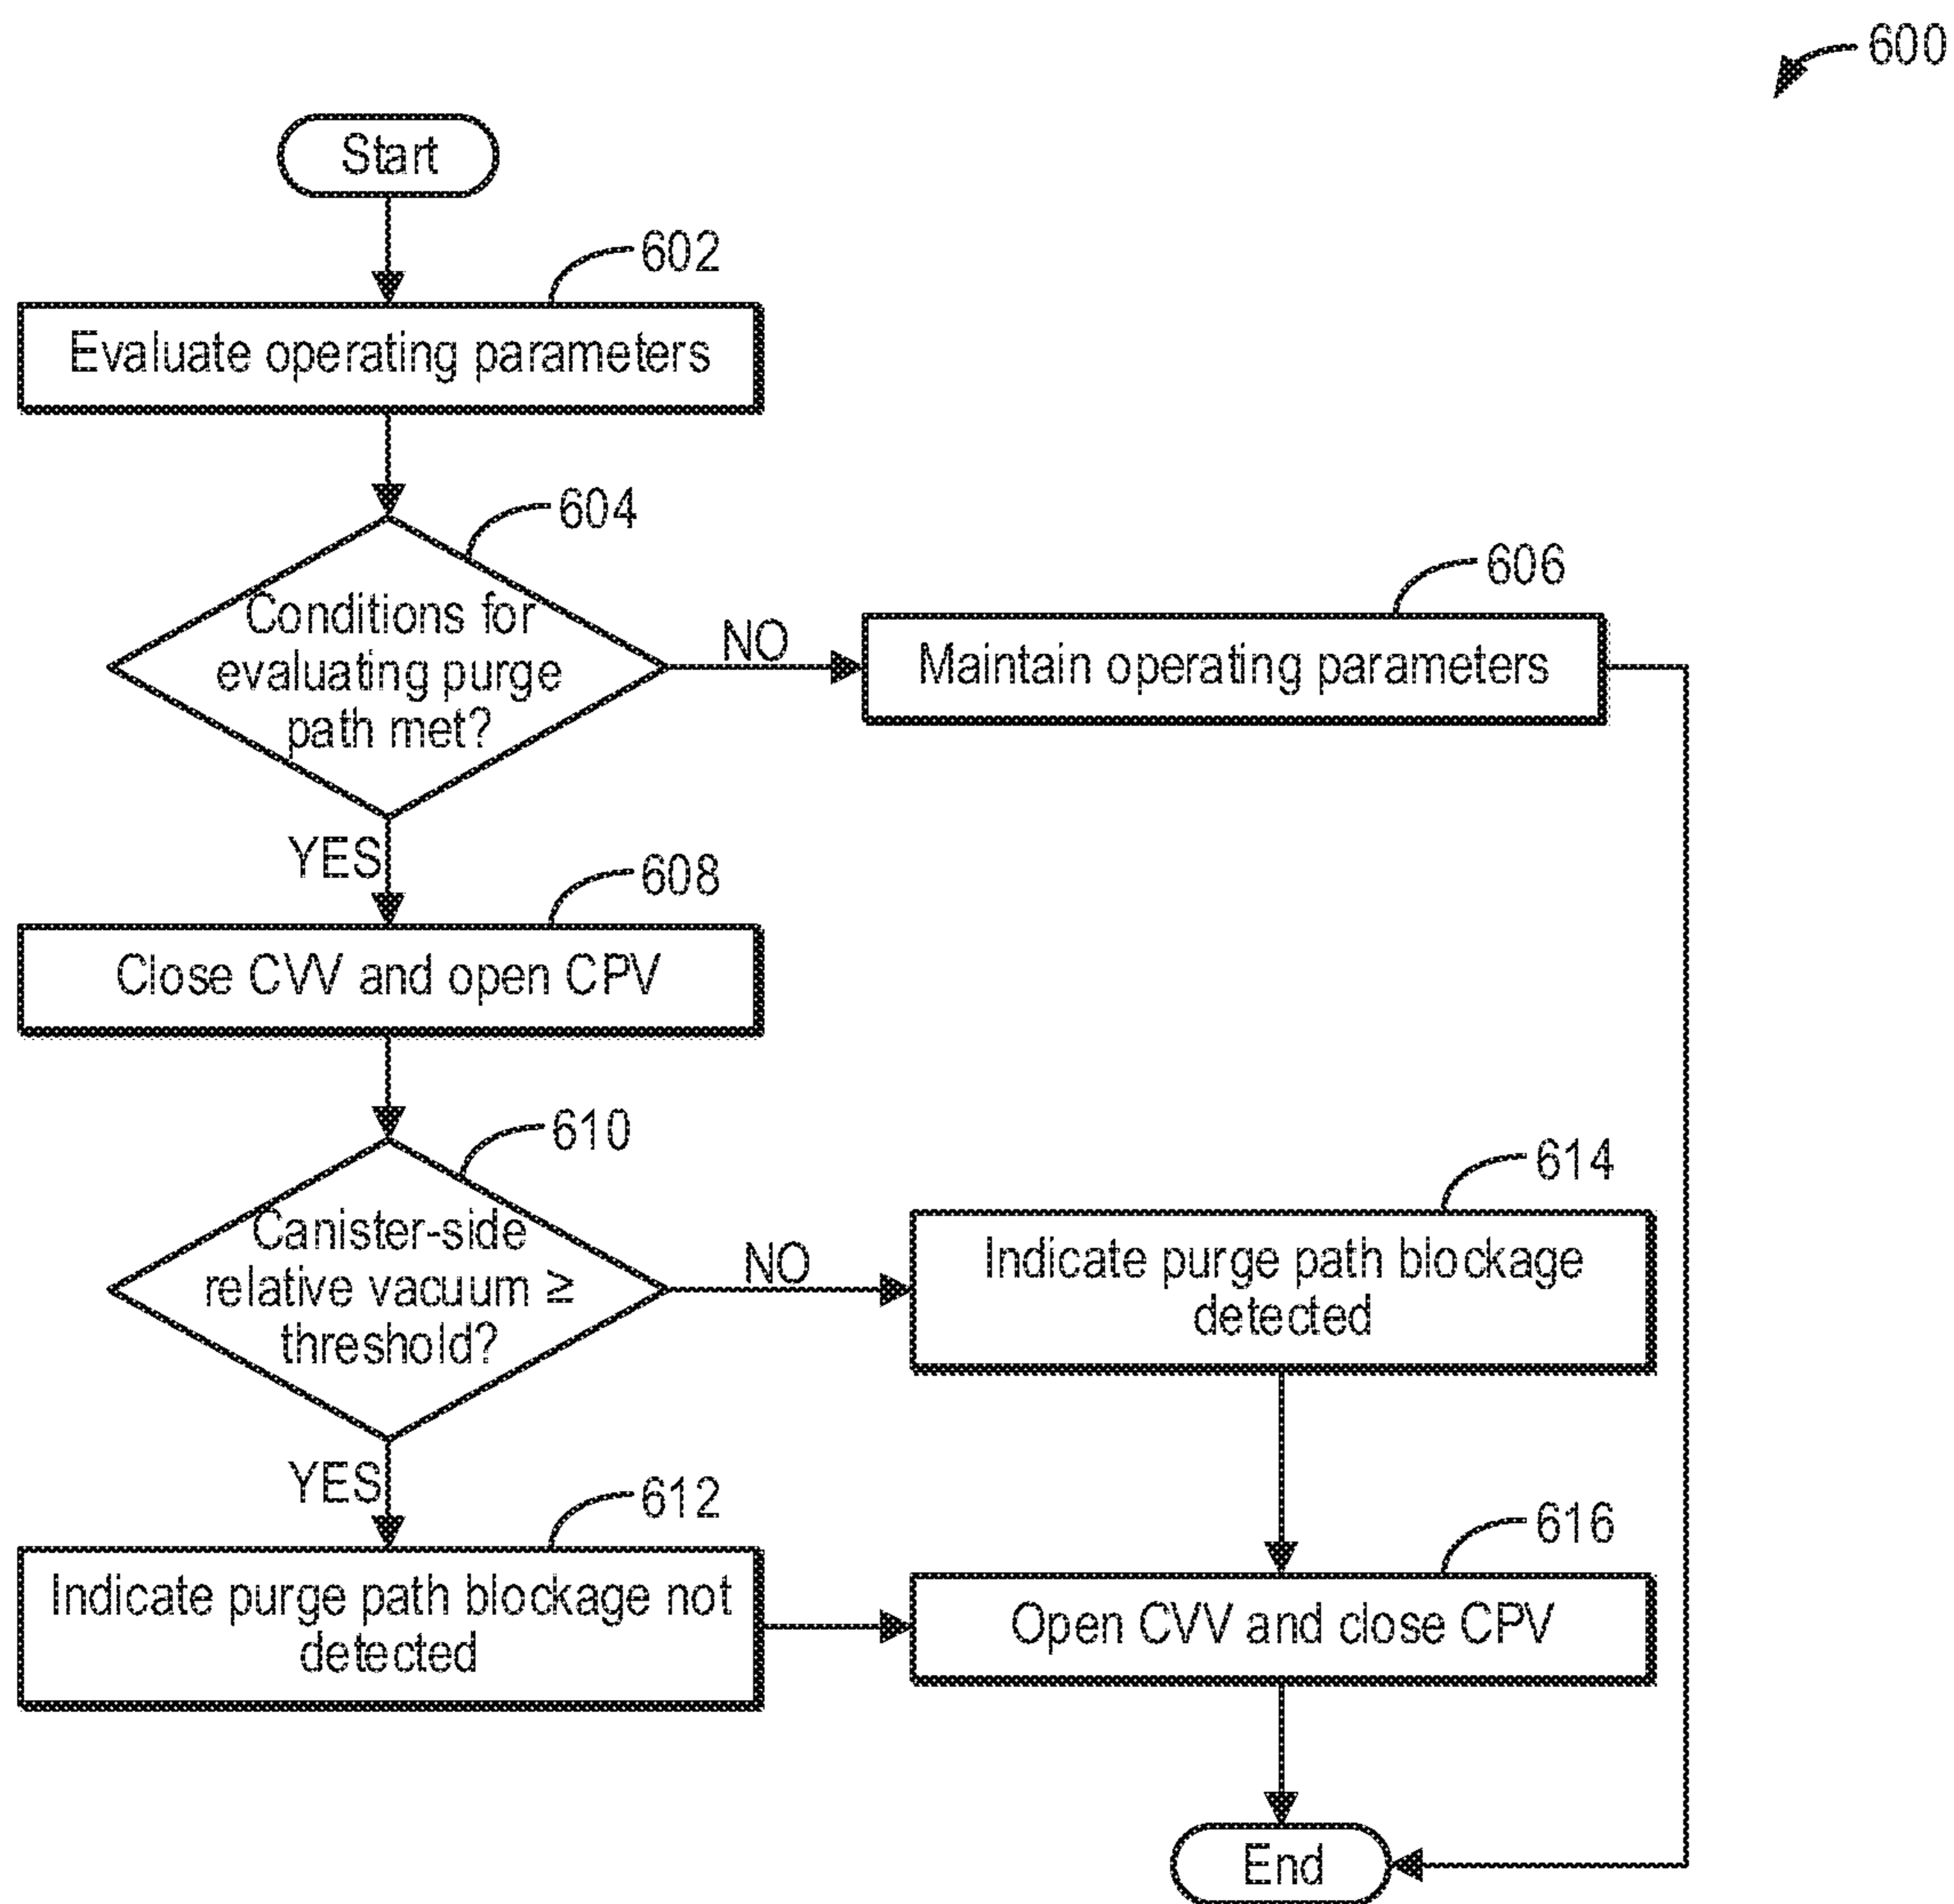 600
Start
602
Evaluate operating parameters
604
Conditions for
evaluating purge
path met?
NO
606
Maintain operating parameters
YES
608
Close CVV and open CPV
610
Canister-side
relative vacuum ≥
threshold?
NO
614
Indicate purge path blockage
detected
YES
612
Indicate purge path blockage not
detected
616
Open CVV and close CPV
End